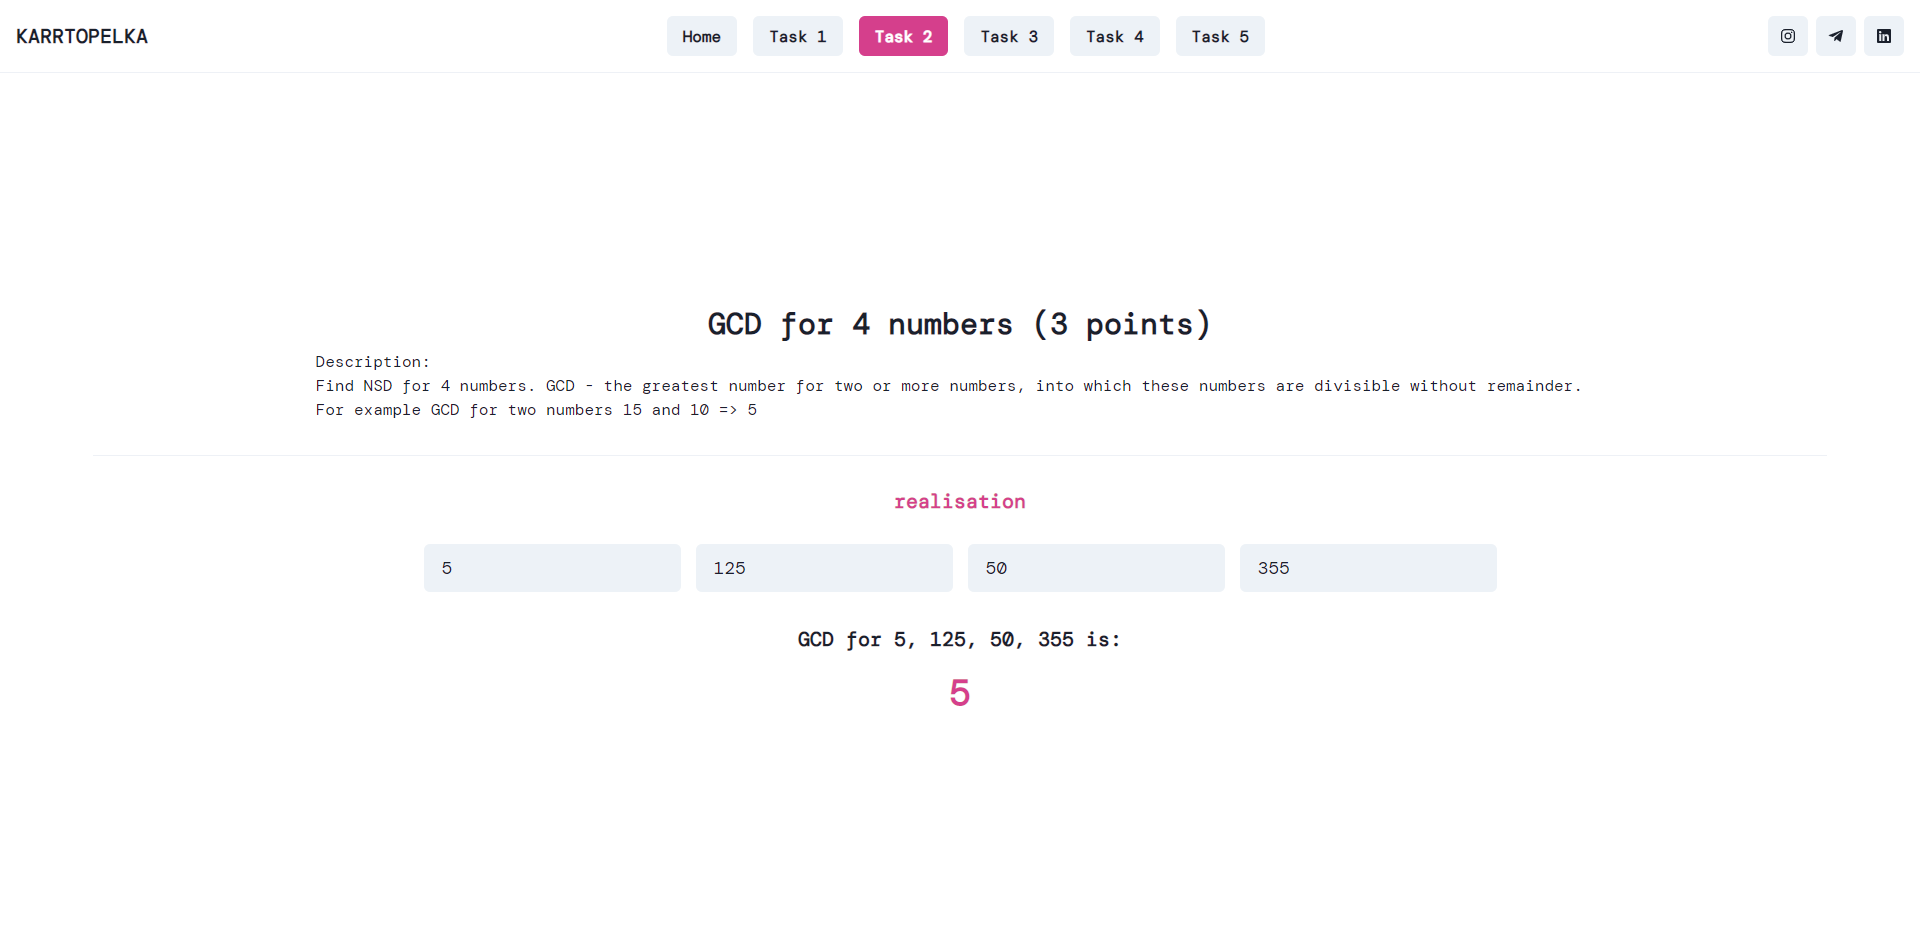 KARRTOPELKA
Home
Task 1
Task 2
Task 3
Task 4
Task 5
GCD for 4 numbers (3 points)
Description:
Find NSD for 4 numbers. GCD - the greatest number for two or more numbers, into which these numbers are divisible without remainder.
For example GCD for two numbers 15 and 10 => 5
realisation
5
125
50
355
GCD for 5, 125, 50, 355 is:
5